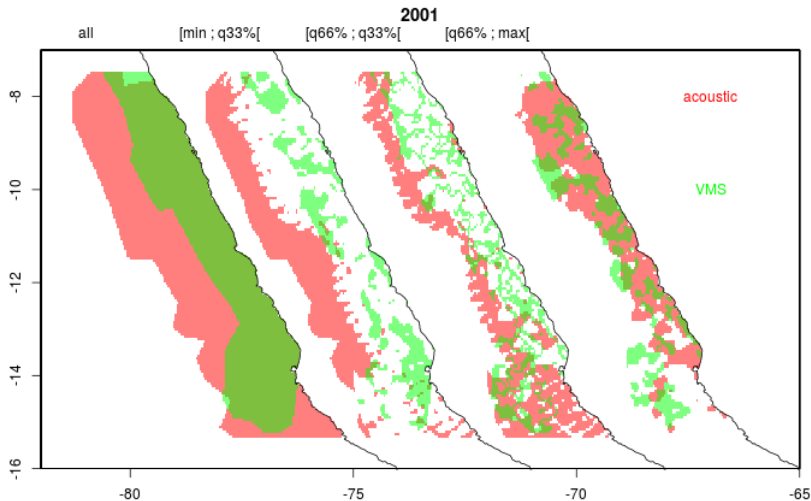 2001
all [min ; q33%[ [q66% ; q33%[ [q66% ; max[
-8
acoustic
-10
VMS
-12
-14
-16
-80 -75 -70 -65